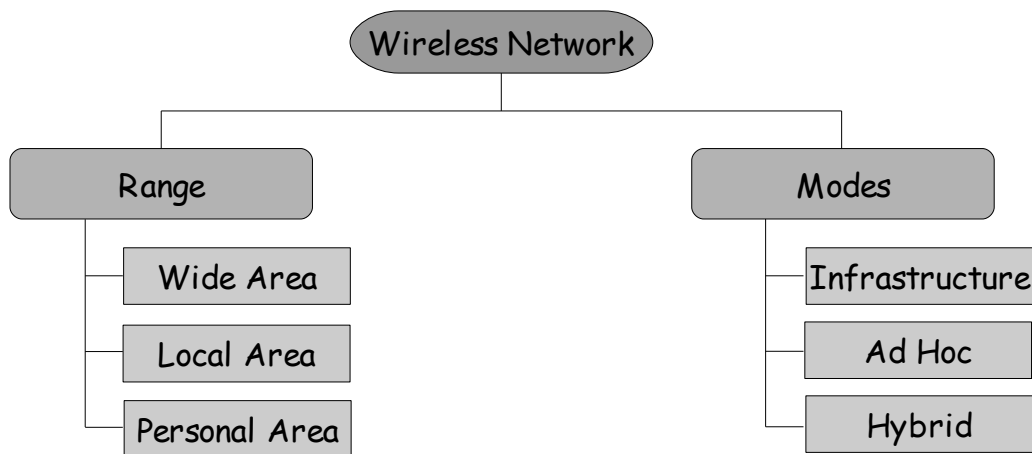 Wireless Network
Range
Modes
Wide Area
Infrastructure
Local Area
Ad Hoc
Personal Area
Hybrid